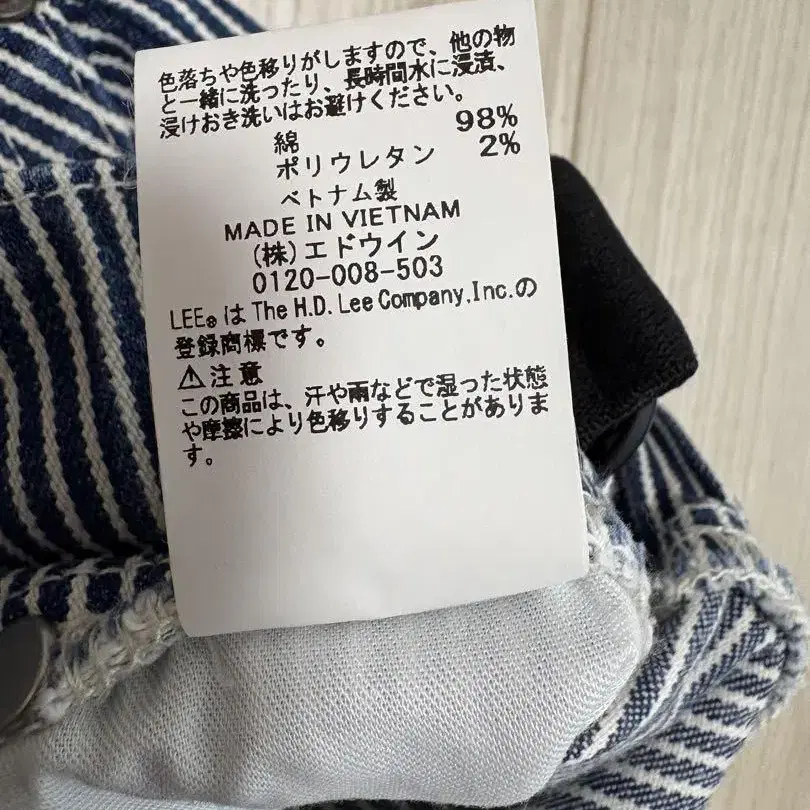 色落ちや色移りがしますので、他の物
と一緒に洗ったり、長時間水に浸漬、
浸けおき洗いはお避けください。
綿 98%
ポリウレタン 2%
ベトナム製
MADE IN VIETNAM
(株)エドウイン
0120-008-503
LEE® は The H.D. Lee Company,Inc.の
登録商標です。
⚠注意
この商品は、汗や雨などで湿った状態
や摩擦により色移りすることがありま
す。